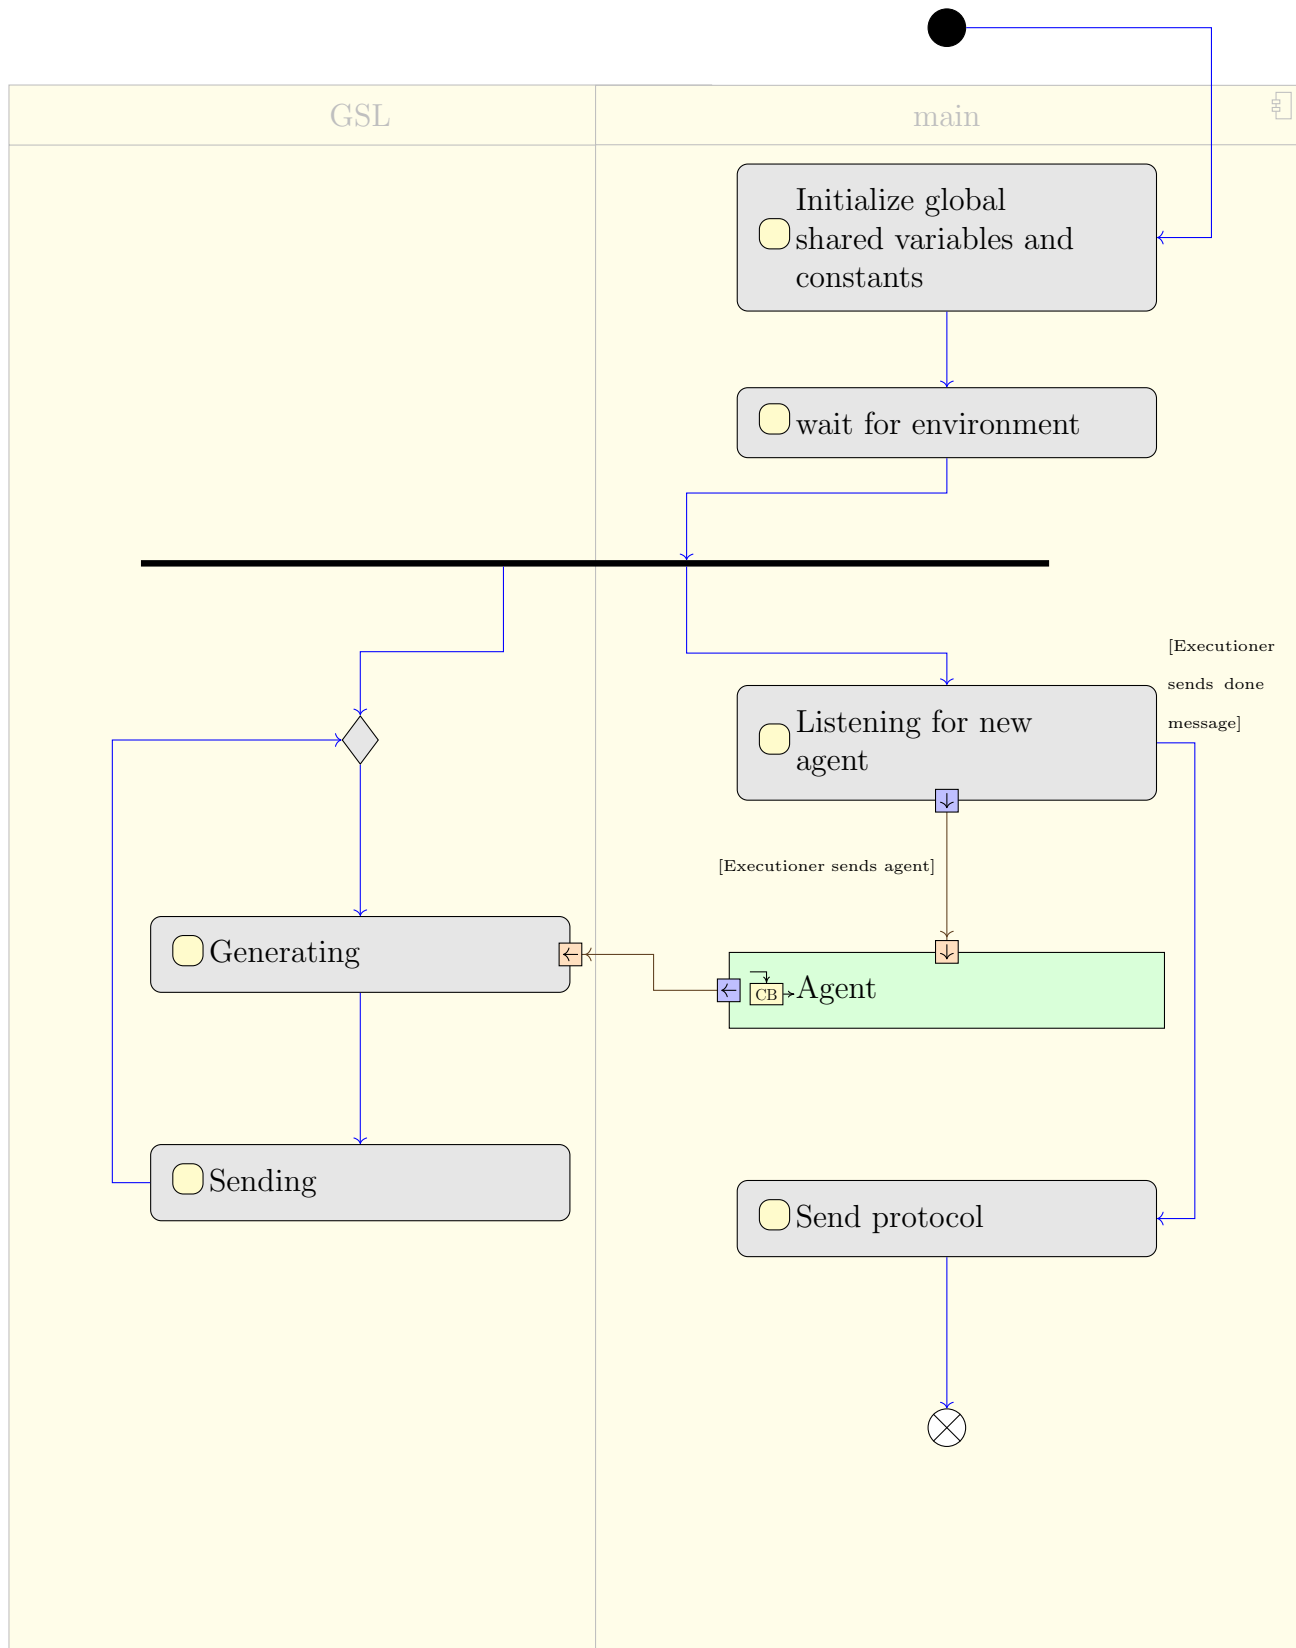 GSL
main
Initialize global
shared variables and
constants
wait for environment
[Executioner
sends done
message]
Listening for new
agent
[Executioner sends agent]
Generating
CB
Agent
Sending
Send protocol